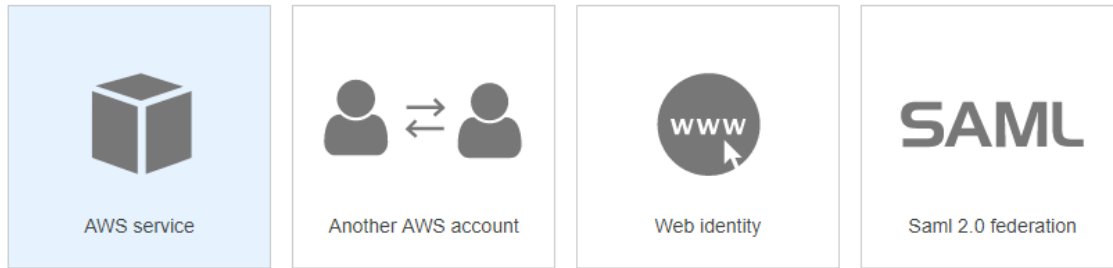 www
SAML
AWS service
Another AWS account
Web identity
Saml 2.0 federation